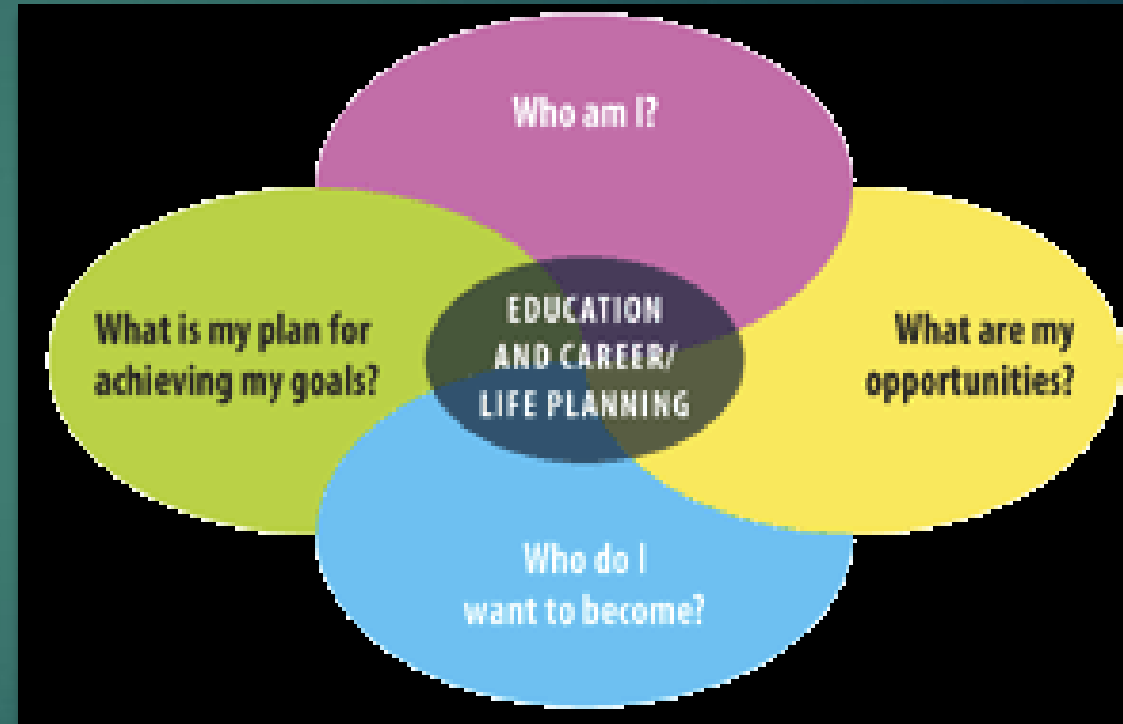 Who am I?
What is my plan for
achieving my goals?
EDUCATION
AND CAREER/
LIFE PLANNING
What are my
opportunities?
Who do I
want to become?